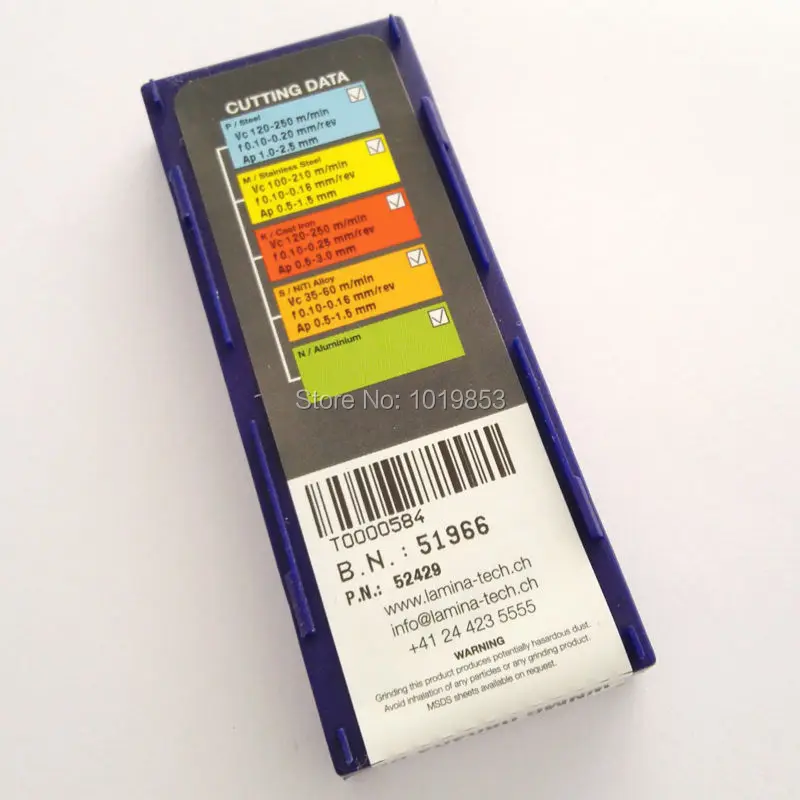 CUTTING DATA
P / Steel
Vc 120-250 m/min
f 0.10-0.20 mm/rev
Ap 1.0-2.5 mm
M / Stainless Steel
Vc 100-210 m/min
f 0.10-0.16 mm/rev
Ap 0.5-1.5 mm
K / Cast Iron
Vc 120-250 m/min
f 0.10-0.25 mm/rev
Ap 0.5-3.0 mm
S / NiTi Alloy
Vc 35-60 m/min
f 0.10-0.16 mm/rev
Ap 0.5-1.5 mm
N / Aluminium
Store No: 1019853
T0000584
B.N.: 51966
P.N.: 52429
www.lamina-tech.ch
info@lamina-tech.ch
+41 24 423 5555
WARNING
Grinding this product produces potentially hazardous dust.
Avoid inhalation of any particles or any grinding product.
MSDS sheets available on request.